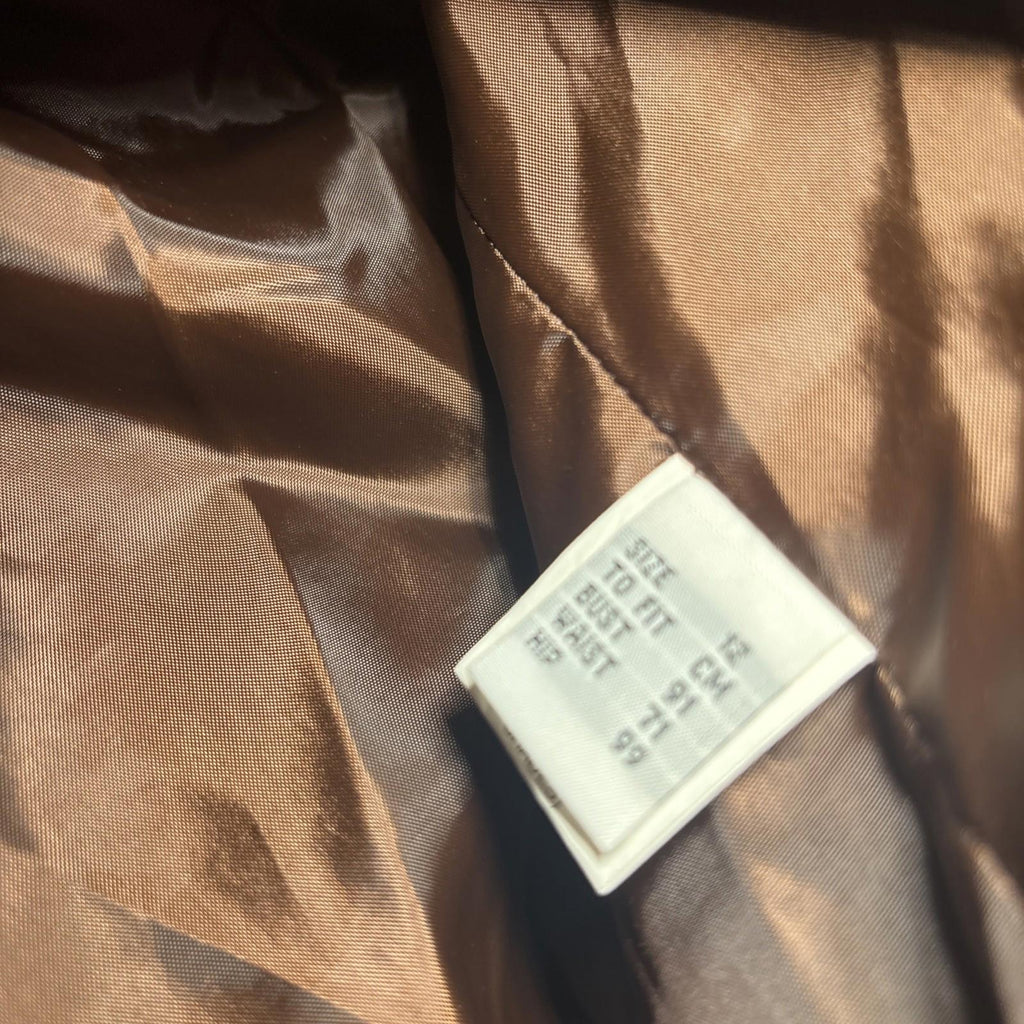 SIZE 12
TO FIT CM
BUST 91
WAIST 71
HIP 99